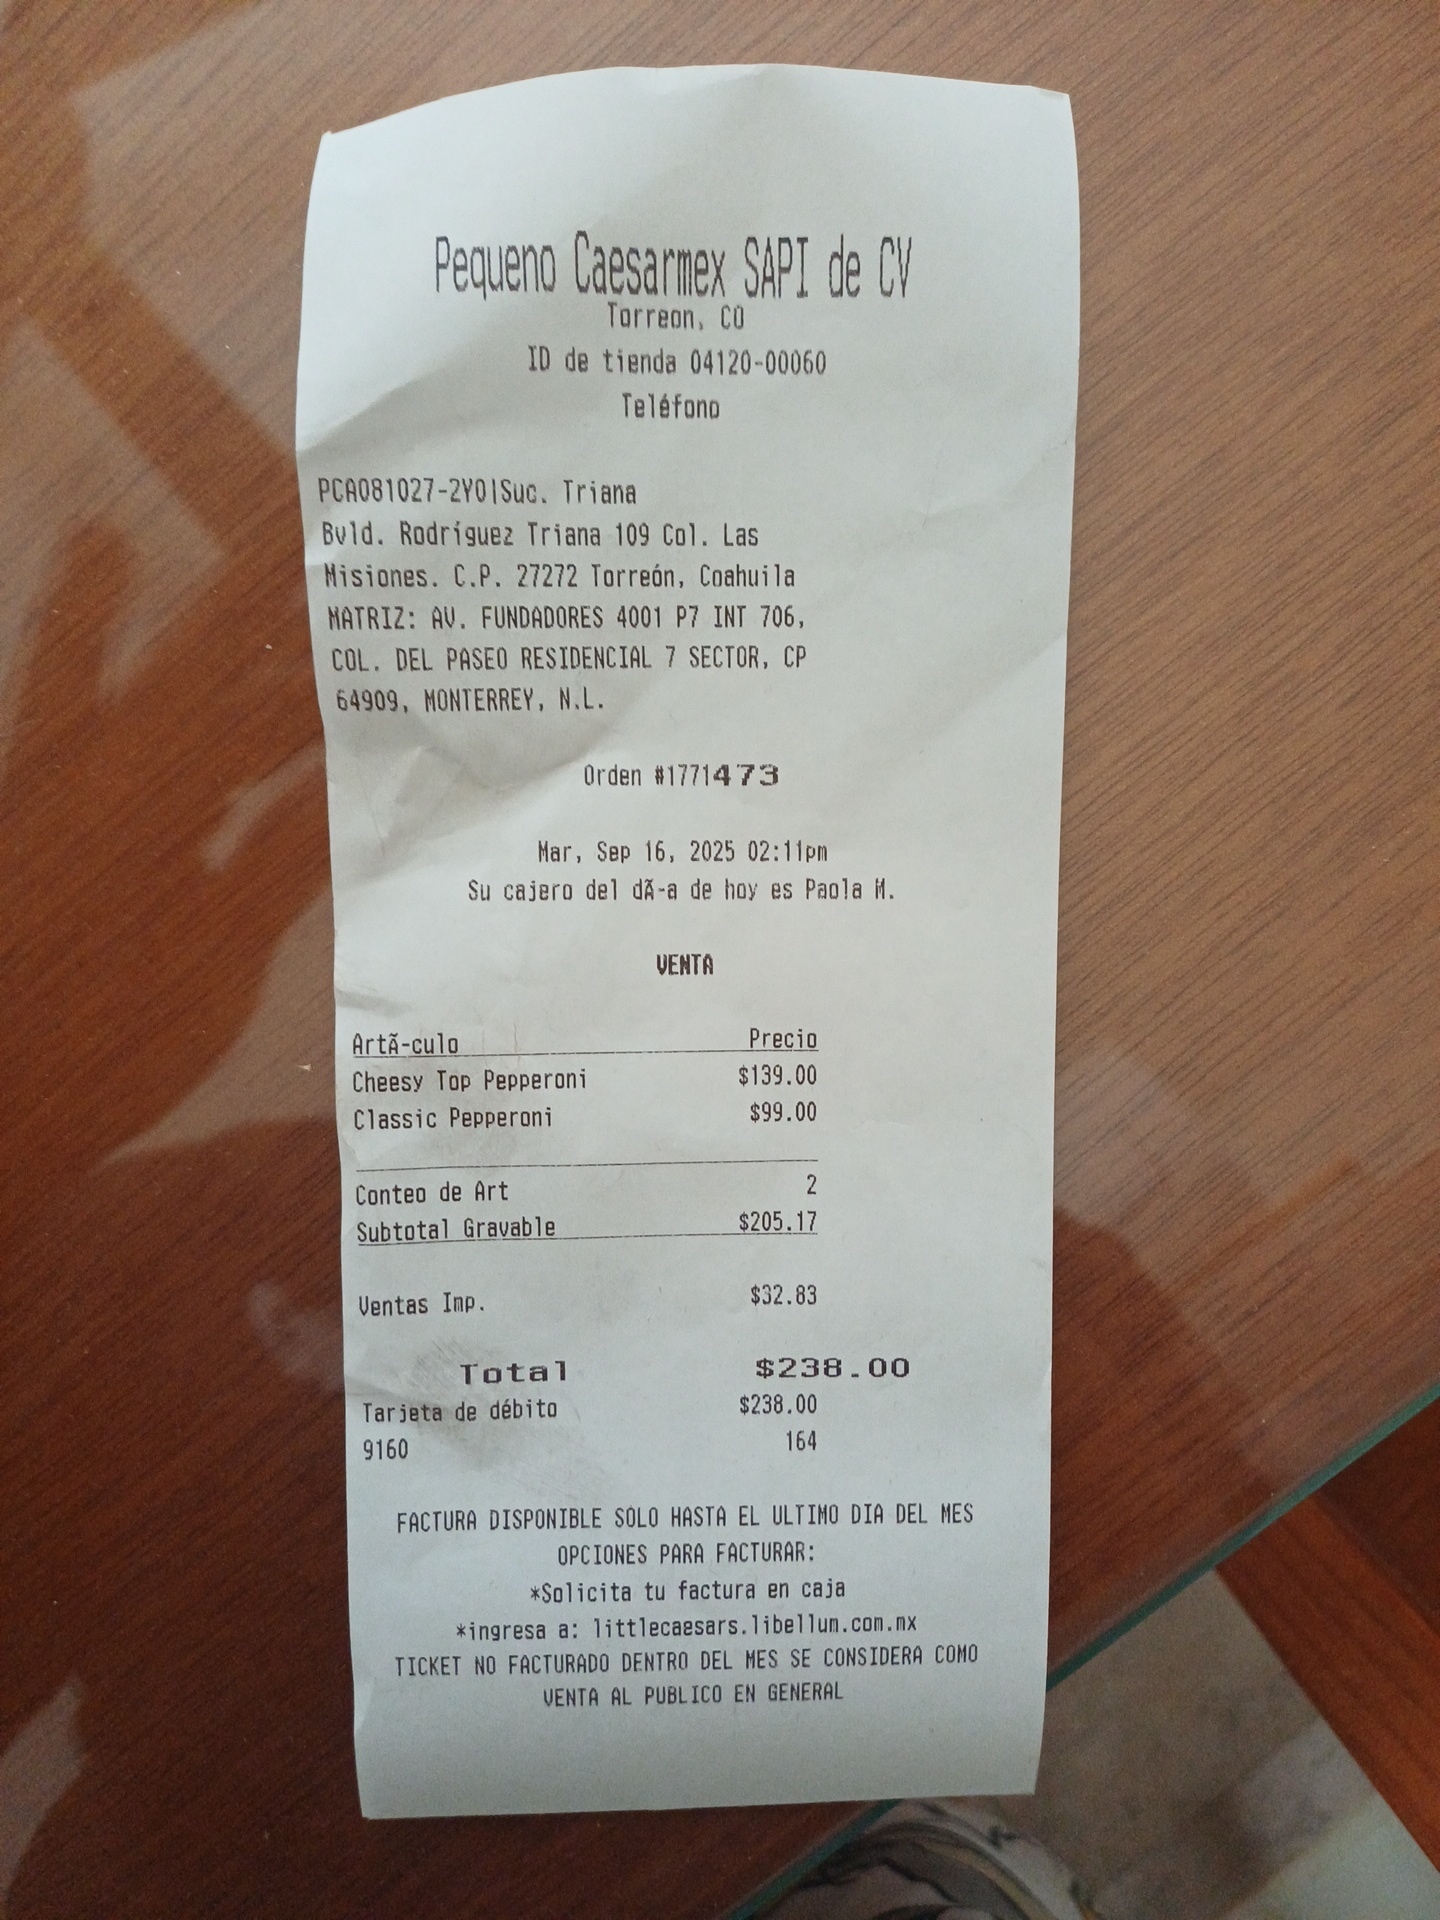 Pequeno Caesarmex SAPI de CV
Torreon, CO
ID de tienda 04120-00060
Teléfono
PCA081027-2Y0|Suc. Triana
Bvld. Rodríguez Triana 109 Col. Las
Misiones. C.P. 27272 Torreón, Coahuila
MATRIZ: AV. FUNDADORES 4001 P7 INT 706,
COL. DEL PASEO RESIDENCIAL 7 SECTOR, CP
64909, MONTERREY, N.L.
Orden #1771473
Mar, Sep 16, 2025 02:11pm
Su cajero del dÃ-a de hoy es Paola M.
VENTA
ArtÃ-culo Precio
Cheesy Top Pepperoni $139.00
Classic Pepperoni $99.00
Conteo de Art 2
Subtotal Gravable $205.17
Ventas Imp. $32.83
Total $238.00
Tarjeta de débito $238.00
9160 164
FACTURA DISPONIBLE SOLO HASTA EL ULTIMO DIA DEL MES
OPCIONES PARA FACTURAR:
*Solicita tu factura en caja
*ingresa a: littlecaesars.libellum.com.mx
TICKET NO FACTURADO DENTRO DEL MES SE CONSIDERA COMO
VENTA AL PUBLICO EN GENERAL